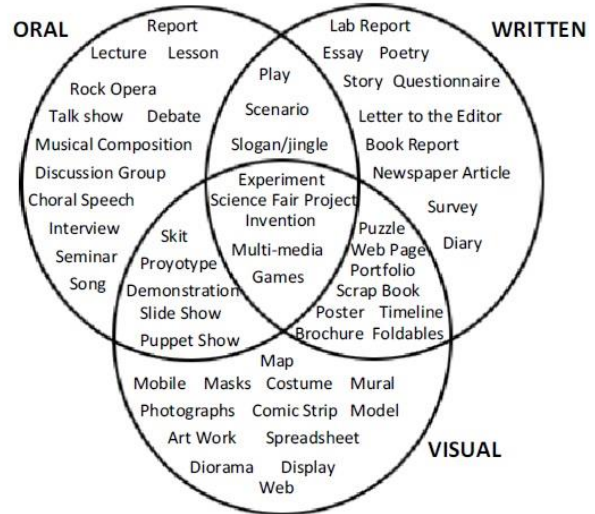 ORAL
WRITTEN
Report
Lecture Lesson
Rock Opera
Talk show Debate
Musical Composition
Discussion Group
Choral Speech
Interview
Seminar
Song
Play
Scenario
Slogan/jingle
Lab Report
Essay Poetry
Story Questionnaire
Letter to the Editor
Book Report
Newspaper Article
Survey
Diary
Experiment
Science Fair Project
Invention
Multi-media
Games
Skit
Proyotype
Demonstration
Slide Show
Puppet Show
Puzzle
Web Page
Portfolio
Scrap Book
Poster Timeline
Brochure Foldables
Map
Mobile Masks Costume Mural
Photographs Comic Strip Model
Art Work Spreadsheet
Diorama Display
Web
VISUAL